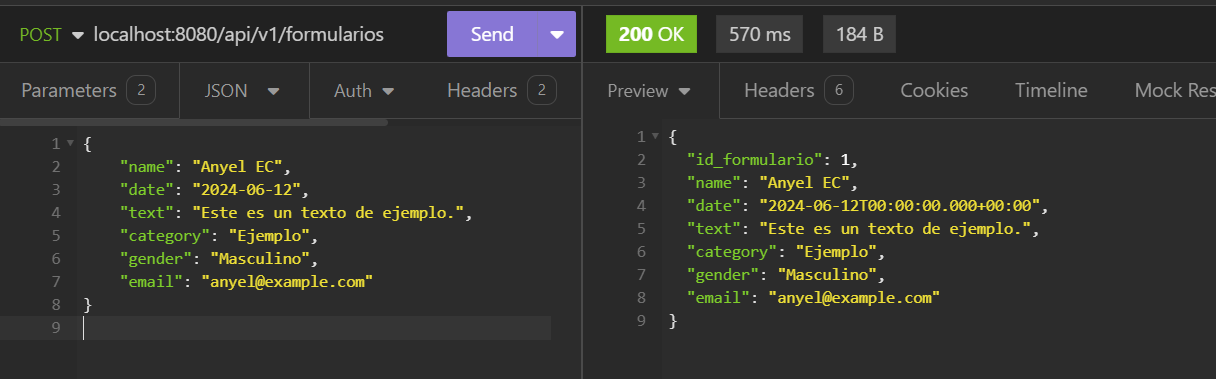 POST localhost:8080/api/v1/formularios Send 200 OK 570 ms 184 B
Parameters 2 JSON Auth Headers 2 Preview Headers 6 Cookies Timeline Mock Res
1 {
2 "name": "Anyel EC",
3 "date": "2024-06-12",
4 "text": "Este es un texto de ejemplo.",
5 "category": "Ejemplo",
6 "gender": "Masculino",
7 "email": "anyel@example.com"
8 }
9
1 {
2 "id_formulario": 1,
3 "name": "Anyel EC",
4 "date": "2024-06-12T00:00:00.000+00:00",
5 "text": "Este es un texto de ejemplo.",
6 "category": "Ejemplo",
7 "gender": "Masculino",
8 "email": "anyel@example.com"
9 }